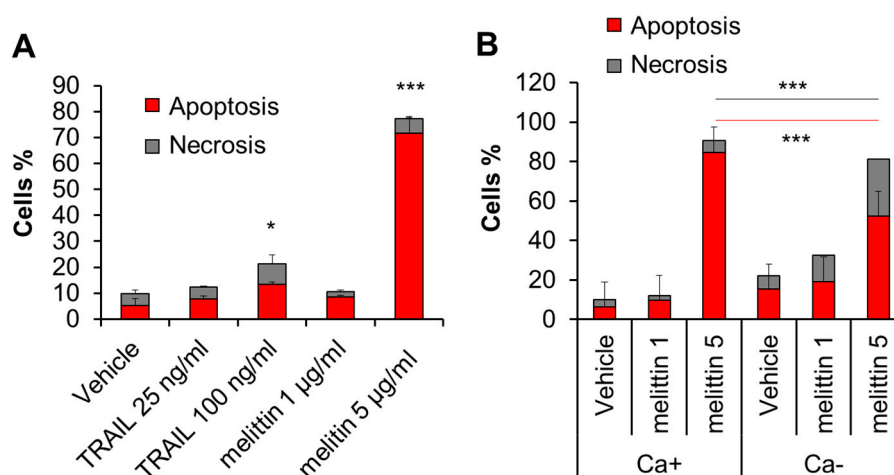 A
Apoptosis
Necrosis
***
*
Cells %
90
80
70
60
50
40
30
20
10
0
Vehicle
TRAIL 25 ng/ml
TRAIL 100 ng/ml
melittin 1 µg/ml
melitin 5 µg/ml
B
Apoptosis
Necrosis
***
***
Cells %
120
100
80
60
40
20
0
Vehicle
melittin 1
melittin 5
Vehicle
melittin 1
melittin 5
Ca+
Ca-